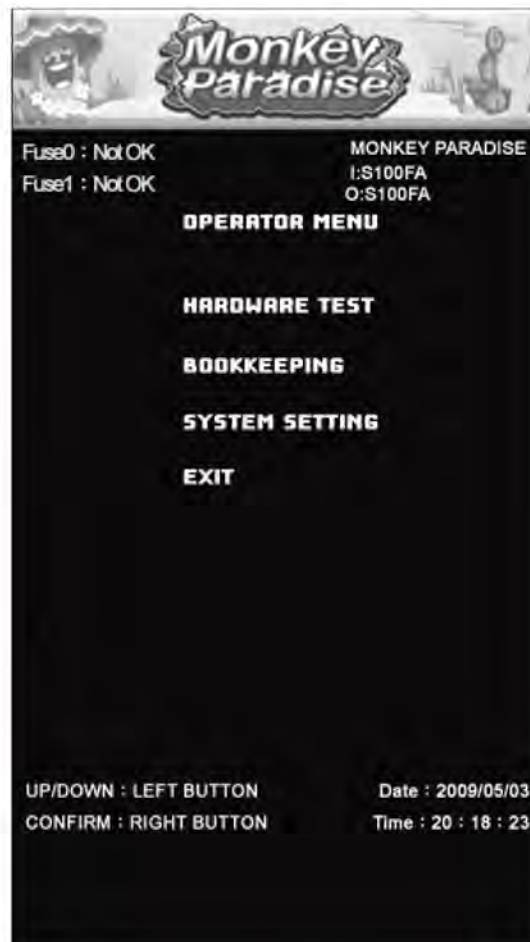 Monkey
Paradise
Fuse0 : Not OK
MONKEY PARADISE
Fuse1 : Not OK
I:S100FA
O:S100FA
OPERATOR MENU
HARDWARE TEST
BOOKKEEPING
SYSTEM SETTING
EXIT
UP/DOWN : LEFT BUTTON
Date : 2009/05/03
CONFIRM : RIGHT BUTTON
Time : 20 : 18 : 23